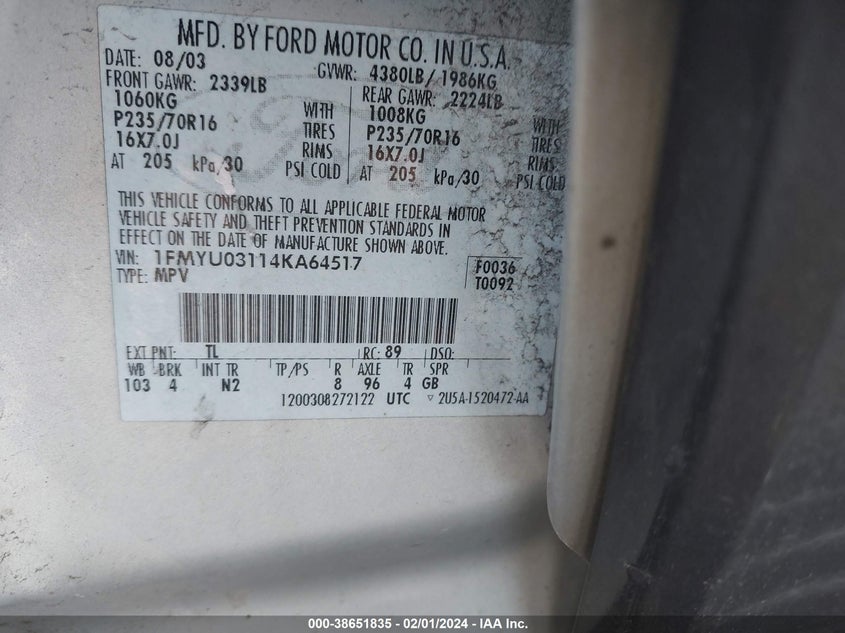 MFD. BY FORD MOTOR CO. IN U.S.A.
DATE: 08/03 GVWR: 4380LB/ 1986KG
FRONT GAWR: 2339LB REAR GAWR: 2224LB
1060KG WITH 1008KG WITH
P235/70R16 TIRES P235/70R16 TIRES
16X7.0J RIMS 16X7.0J RIMS
AT 205 kPa/30 PSI COLD AT 205 kPa/30 PSI COLD
THIS VEHICLE CONFORMS TO ALL APPLICABLE FEDERAL MOTOR
VEHICLE SAFETY AND THEFT PREVENTION STANDARDS IN
EFFECT ON THE DATE OF MANUFACTURE SHOWN ABOVE.
VIN: 1FMYU03114KA64517 F0036
TYPE: MPV T0092
EXT PNT: TL RC: 89 DSO:
WB BRK INT TR TP/PS R AXLE TR SPR
103 4 N2 8 96 4 GB
1200308272122 UTC ▽ 2U5A-1520472-AA
000-38651835 - 02/01/2024 - IAA Inc.